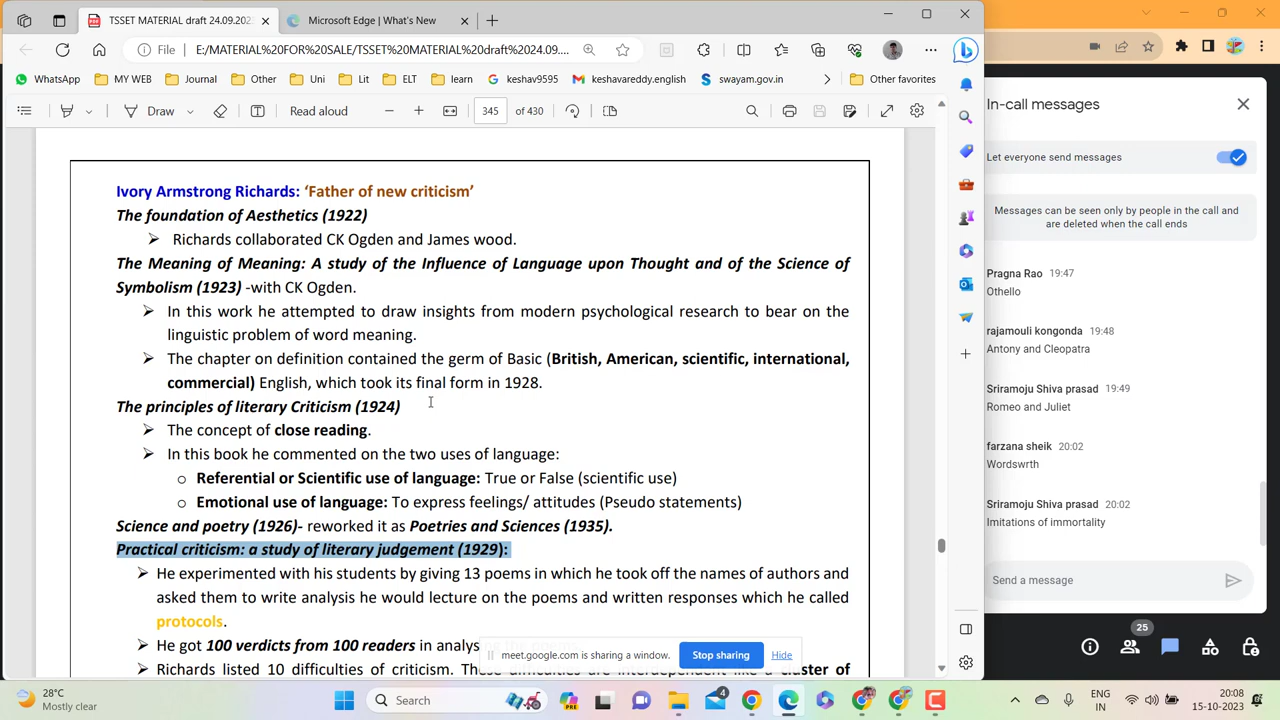 TSSET MATERIAL draft 24.09.202
Microsoft Edge | What's New
File
E:/MATERIAL%20FOR%20SALE/TSSET%20MATERIAL%20draft%2024.09....
WhatsApp
MY WEB
Journal
Other
Uni
Lit
ELT
learn
keshav9595
keshavareddy.english
swayam.gov.in
Other favorites
Draw
Read aloud
345
of 430
Ivory Armstrong Richards: ‘Father of new criticism’
The foundation of Aesthetics (1922)
Richards collaborated CK Ogden and James wood.
The Meaning of Meaning: A study of the Influence of Language upon Thought and of the Science of
Symbolism (1923) -with CK Ogden.
In this work he attempted to draw insights from modern psychological research to bear on the
linguistic problem of word meaning.
The chapter on definition contained the germ of Basic (British, American, scientific, international,
commercial) English, which took its final form in 1928.
The principles of literary Criticism (1924)
The concept of close reading.
In this book he commented on the two uses of language:
Referential or Scientific use of language: True or False (scientific use)
Emotional use of language: To express feelings/ attitudes (Pseudo statements)
Science and poetry (1926)- reworked it as Poetries and Sciences (1935).
Practical criticism: a study of literary judgement (1929):
He experimented with his students by giving 13 poems in which he took off the names of authors and
asked them to write analysis he would lecture on the poems and written responses which he called
protocols.
He got 100 verdicts from 100 readers in analys
Richards listed 10 difficulties of criticism. These difficulties are interdependent like a cluster of
meet.google.com is sharing a window.
Stop sharing
Hide
In-call messages
Let everyone send messages
Messages can be seen only by people in the call and
are deleted when the call ends
Pragna Rao 19:47
Othello
rajamouli kongonda 19:48
Antony and Cleopatra
Sriramoju Shiva prasad 19:49
Romeo and Juliet
farzana sheik 20:02
Wordswrth
Sriramoju Shiva prasad 20:02
Imitations of immortality
Send a message
25
28°C
Mostly clear
Search
4
ENG
IN
20:08
15-10-2023